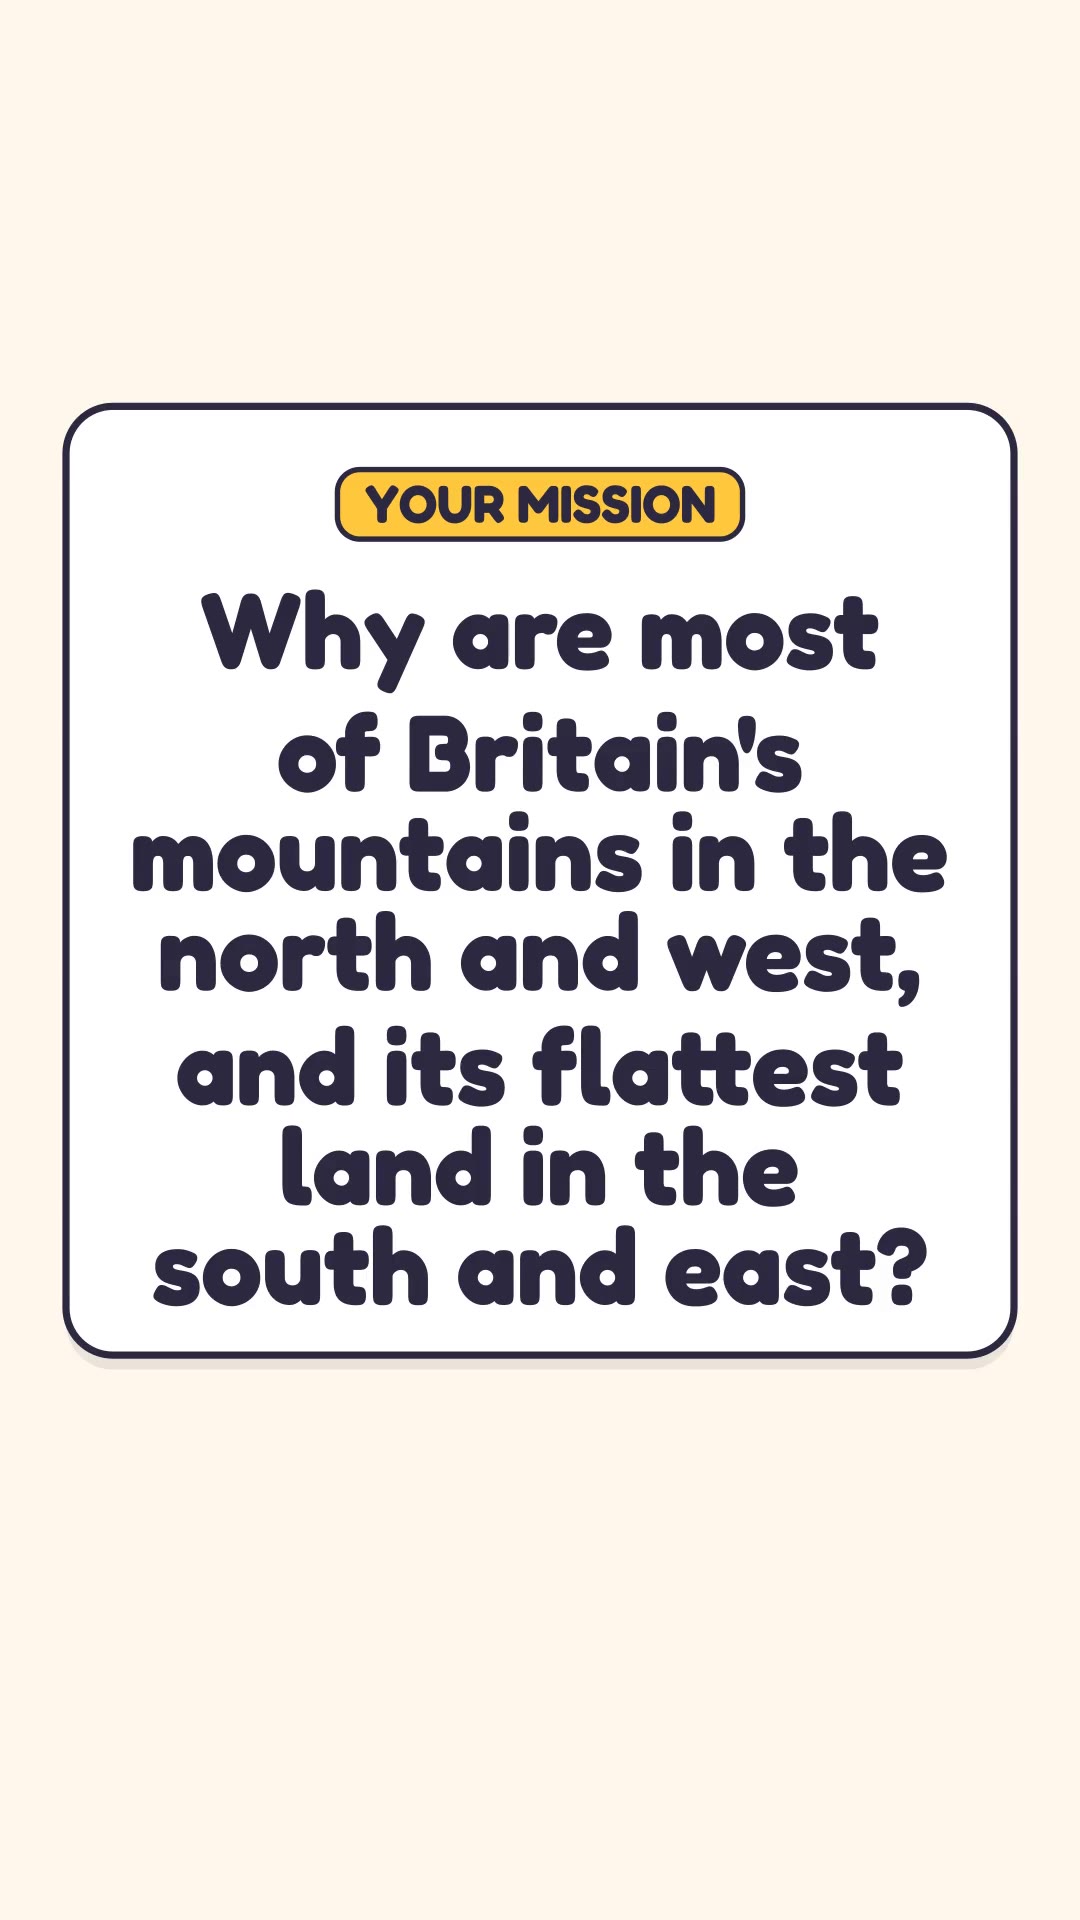 YOUR MISSION
Why are most
of Britain's
mountains in the
north and west,
and its flattest
land in the
south and east?